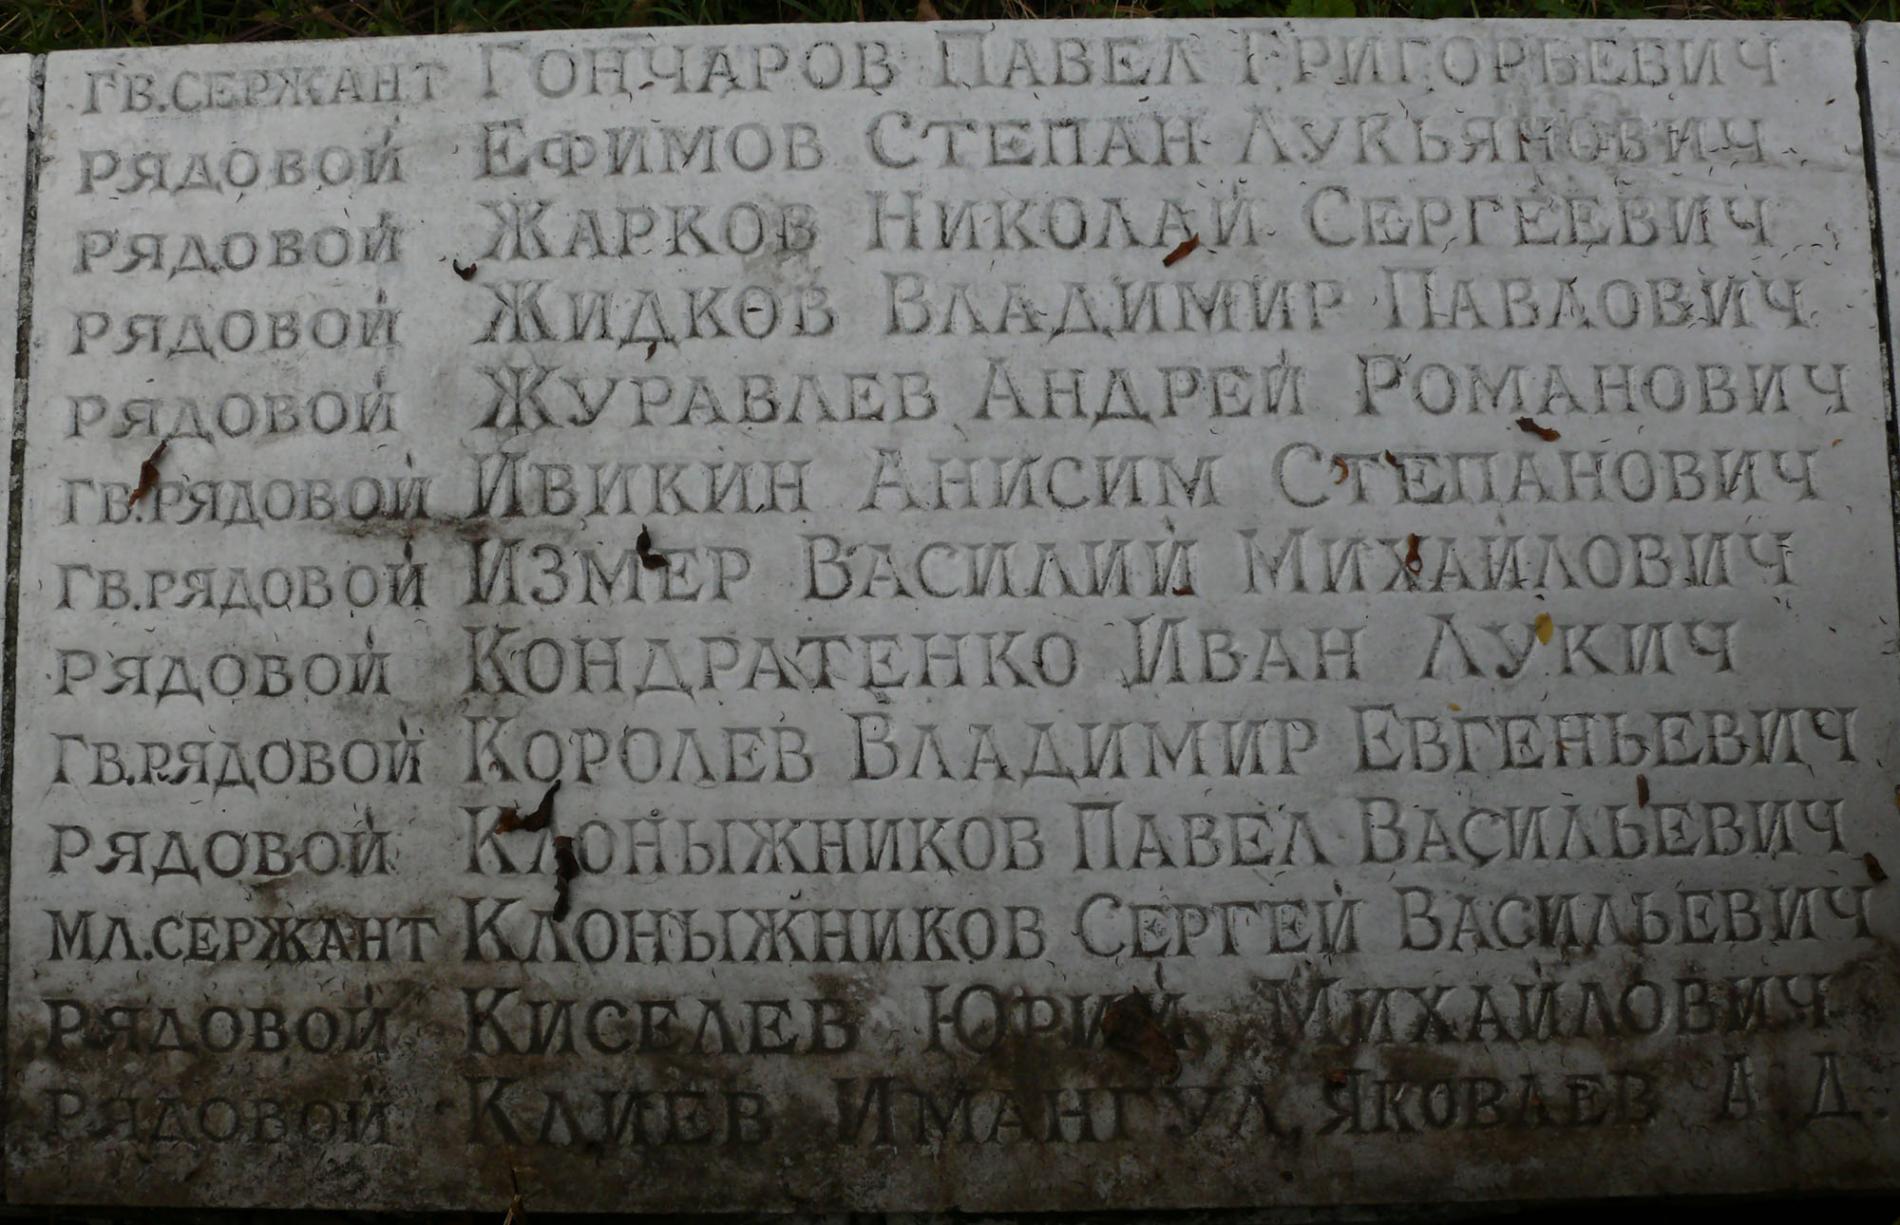 ГВ.СЕРЖАНТ ГОНЧАРОВ ПАВЕЛ ГРИГОРЬЕВИЧ
РЯДОВОЙ ЕФИМОВ СТЕПАН ЛУКЬЯНОВИЧ
РЯДОВОЙ ЖАРКОВ НИКОЛАЙ СЕРГЕЕВИЧ
РЯДОВОЙ ЖИДКОВ ВЛАДИМИР ПАВЛОВИЧ
РЯДОВОЙ ЖУРАВЛЕВ АНДРЕЙ РОМАНОВИЧ
ГВ.РЯДОВОЙ ИВИКИН АНИСИМ СТЕПАНОВИЧ
ГВ.РЯДОВОЙ ИЗМЕР ВАСИЛИЙ МИХАЙЛОВИЧ
РЯДОВОЙ КОНДРАТЕНКО ИВАН ЛУКИЧ
ГВ.РЯДОВОЙ КОРОЛЕВ ВЛАДИМИР ЕВГЕНЬЕВИЧ
РЯДОВОЙ КЛОНЫЖНИКОВ ПАВЕЛ ВАСИЛЬЕВИЧ
МЛ.СЕРЖАНТ КЛОНЫЖНИКОВ СЕРГЕЙ ВАСИЛЬЕВИЧ
РЯДОВОЙ КИСЕЛЕВ ЮРИЙ МИХАЙЛОВИЧ
РЯДОВОЙ КЛИЕВ ИМАНГУЛ, ЯКОВЛЕВ А Д.